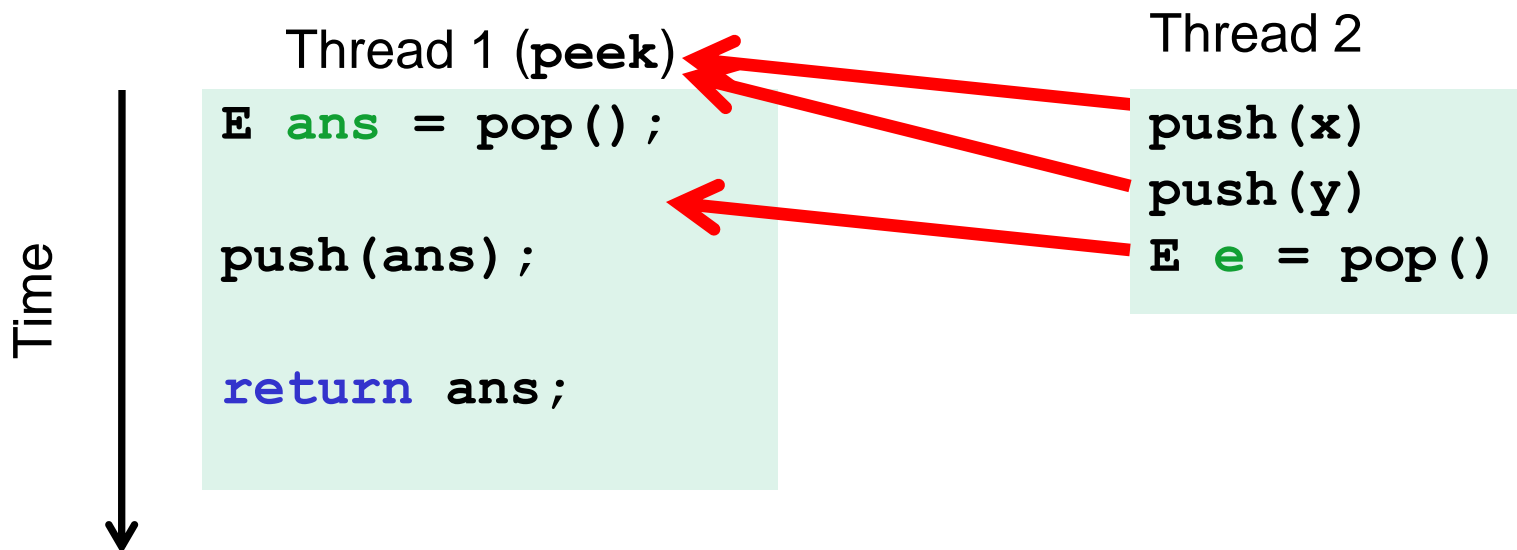 Thread 1 (peek)
E ans = pop();
push(ans);
return ans;
Thread 2
push(x)
push(y)
E e = pop()
Time